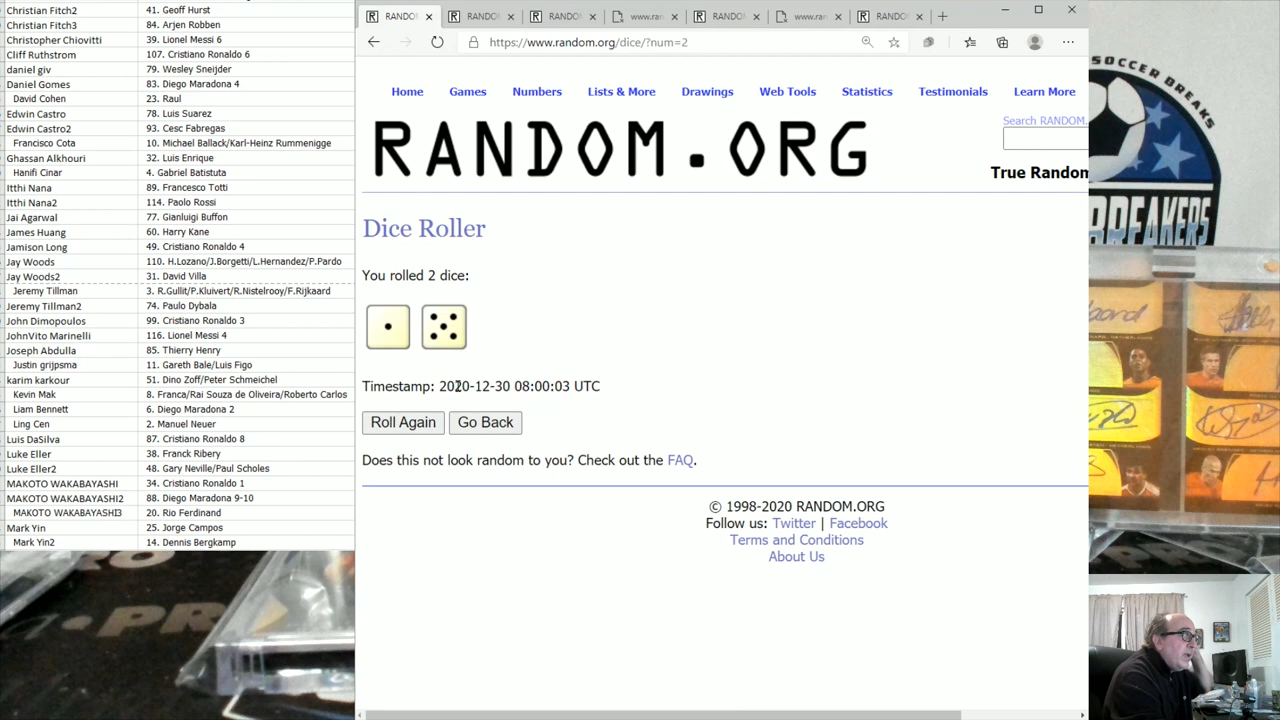 Christian Fitch2 41. Geoff Hurst
Christian Fitch3 84. Arjen Robben
Christopher Chiovitti 39. Lionel Messi 6
Cliff Ruthstrom 107. Cristiano Ronaldo 6
daniel giv 79. Wesley Sneijder
Daniel Gomes 83. Diego Maradona 4
David Cohen 23. Raul
Edwin Castro 78. Luis Suarez
Edwin Castro2 93. Cesc Fabregas
Francisco Cota 10. Michael Ballack/Karl-Heinz Rummenigge
Ghassan Alkhouri 32. Luis Enrique
Hanifi Cinar 4. Gabriel Batistuta
Itthi Nana 89. Francesco Totti
Itthi Nana2 114. Paolo Rossi
Jai Agarwal 77. Gianluigi Buffon
James Huang 60. Harry Kane
Jamison Long 49. Cristiano Ronaldo 4
Jay Woods 110. H.Lozano/J.Borgetti/L.Hernandez/P.Pardo
Jay Woods2 31. David Villa
Jeremy Tillman 3. R.Gullit/P.Kluivert/R.Nistelrooy/F.Rijkaard
Jeremy Tillman2 74. Paulo Dybala
John Dimopoulos 99. Cristiano Ronaldo 3
JohnVito Marinelli 116. Lionel Messi 4
Joseph Abdulla 85. Thierry Henry
Justin grijpsma 11. Gareth Bale/Luis Figo
karim karkour 51. Dino Zoff/Peter Schmeichel
Kevin Mak 8. Franca/Rai Souza de Oliveira/Roberto Carlos
Liam Bennett 6. Diego Maradona 2
Ling Cen 2. Manuel Neuer
Luis DaSilva 87. Cristiano Ronaldo 8
Luke Eller 38. Franck Ribery
Luke Eller2 48. Gary Neville/Paul Scholes
MAKOTO WAKABAYASHI 34. Cristiano Ronaldo 1
MAKOTO WAKABAYASHI2 88. Diego Maradona 9-10
MAKOTO WAKABAYASHI3 20. Rio Ferdinand
Mark Yin 25. Jorge Campos
Mark Yin2 14. Dennis Bergkamp
RANDO RANDOM RANDOM www.ran RANDOM www.ran RANDOM
https://www.random.org/dice/?num=2
Home Games Numbers Lists & More Drawings Web Tools Statistics Testimonials Learn More
Search RANDOM.
RANDOM.ORG
True Random
Dice Roller
You rolled 2 dice:
Timestamp: 2020-12-30 08:00:03 UTC
Roll Again Go Back
Does this not look random to you? Check out the FAQ.
© 1998-2020 RANDOM.ORG
Follow us: Twitter | Facebook
Terms and Conditions
About Us
SOCCER BREAKS
BREAKERS
PR